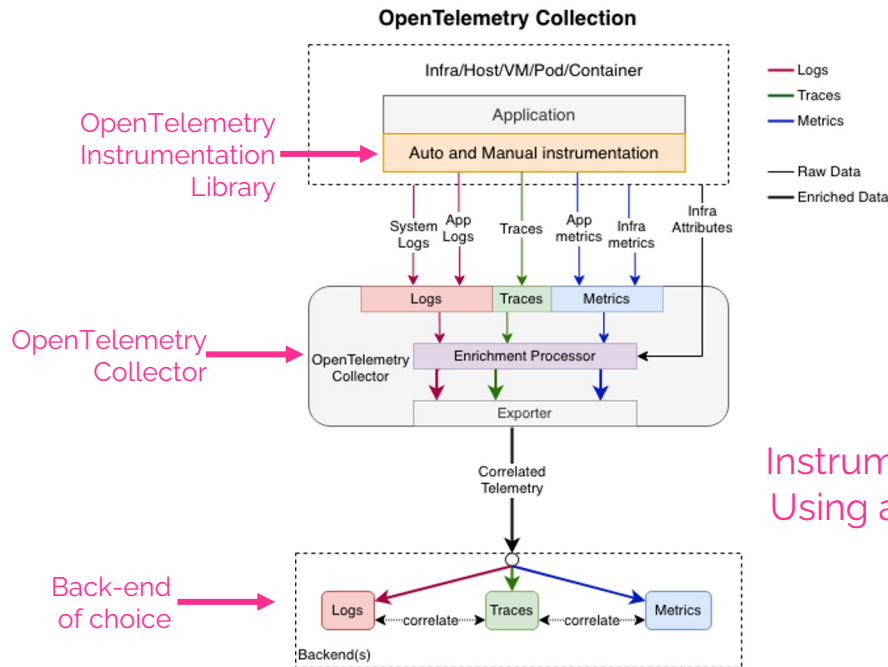 OpenTelemetry Collection
Infra/Host/VM/Pod/Container
Application
Auto and Manual instrumentation
OpenTelemetry
Instrumentation
Library
Logs
Traces
Metrics
Raw Data
Enriched Data
System
Logs
App
Logs
Traces
App
metrics
Infra
metrics
Infra
Attributes
Logs
Traces
Metrics
OpenTelemetry
Collector
OpenTelemetry
Collector
Enrichment Processor
Exporter
Correlated
Telemetry
Using a
Back-end
of choice
Logs
correlate
Traces
correlate
Metrics
Backend(s)